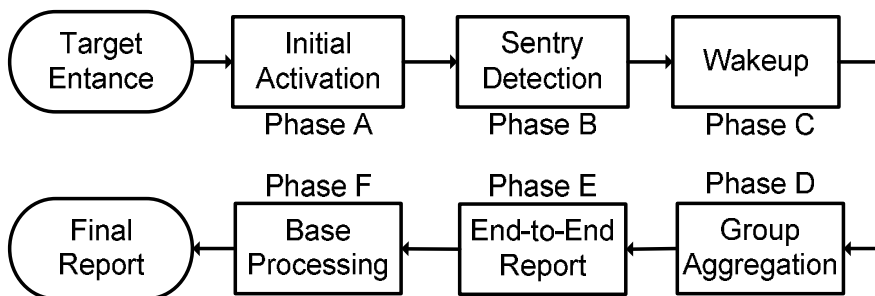 Target
Entance
Initial
Activation
Phase A
Sentry
Detection
Phase B
Wakeup
Phase C
Phase D
Group
Aggregation
Phase E
End-to-End
Report
Phase F
Base
Processing
Final
Report